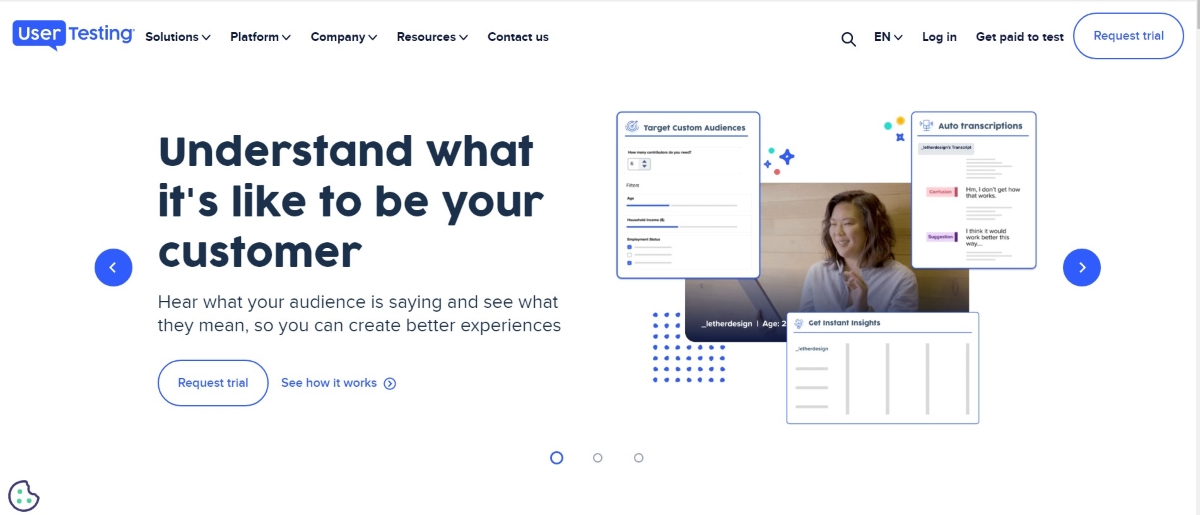 UserTesting
Solutions
Platform
Company
Resources
Contact us
EN
Log in
Get paid to test
Request trial
Understand what
it's like to be your
customer
Hear what your audience is saying and see what
they mean, so you can create better experiences
Request trial
See how it works
Target Custom Audiences
How many contributors do you need?
6
Filters
Age
Household Income ($)
Employment Status
Auto transcriptions
_letherdesign's Transcript
Confusion
Hm, I don't get how
that works.
Suggestion
I think it would
work better this
way...
_letherdesign | Age: 2
Get Instant Insights
_letherdesign